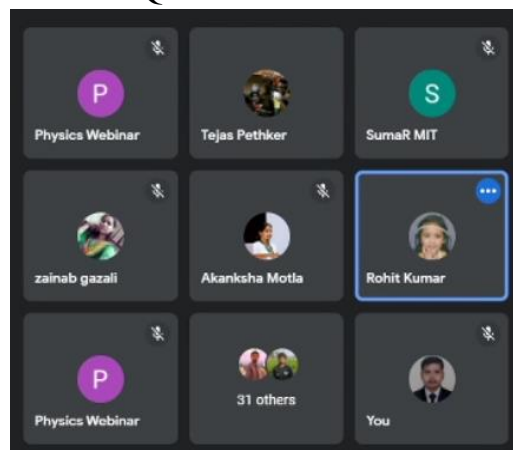 P
Physics Webinar
Tejas Pethker
S
SumaR MIT
zainab gazali
Akanksha Motla
Rohit Kumar
P
Physics Webinar
31 others
You